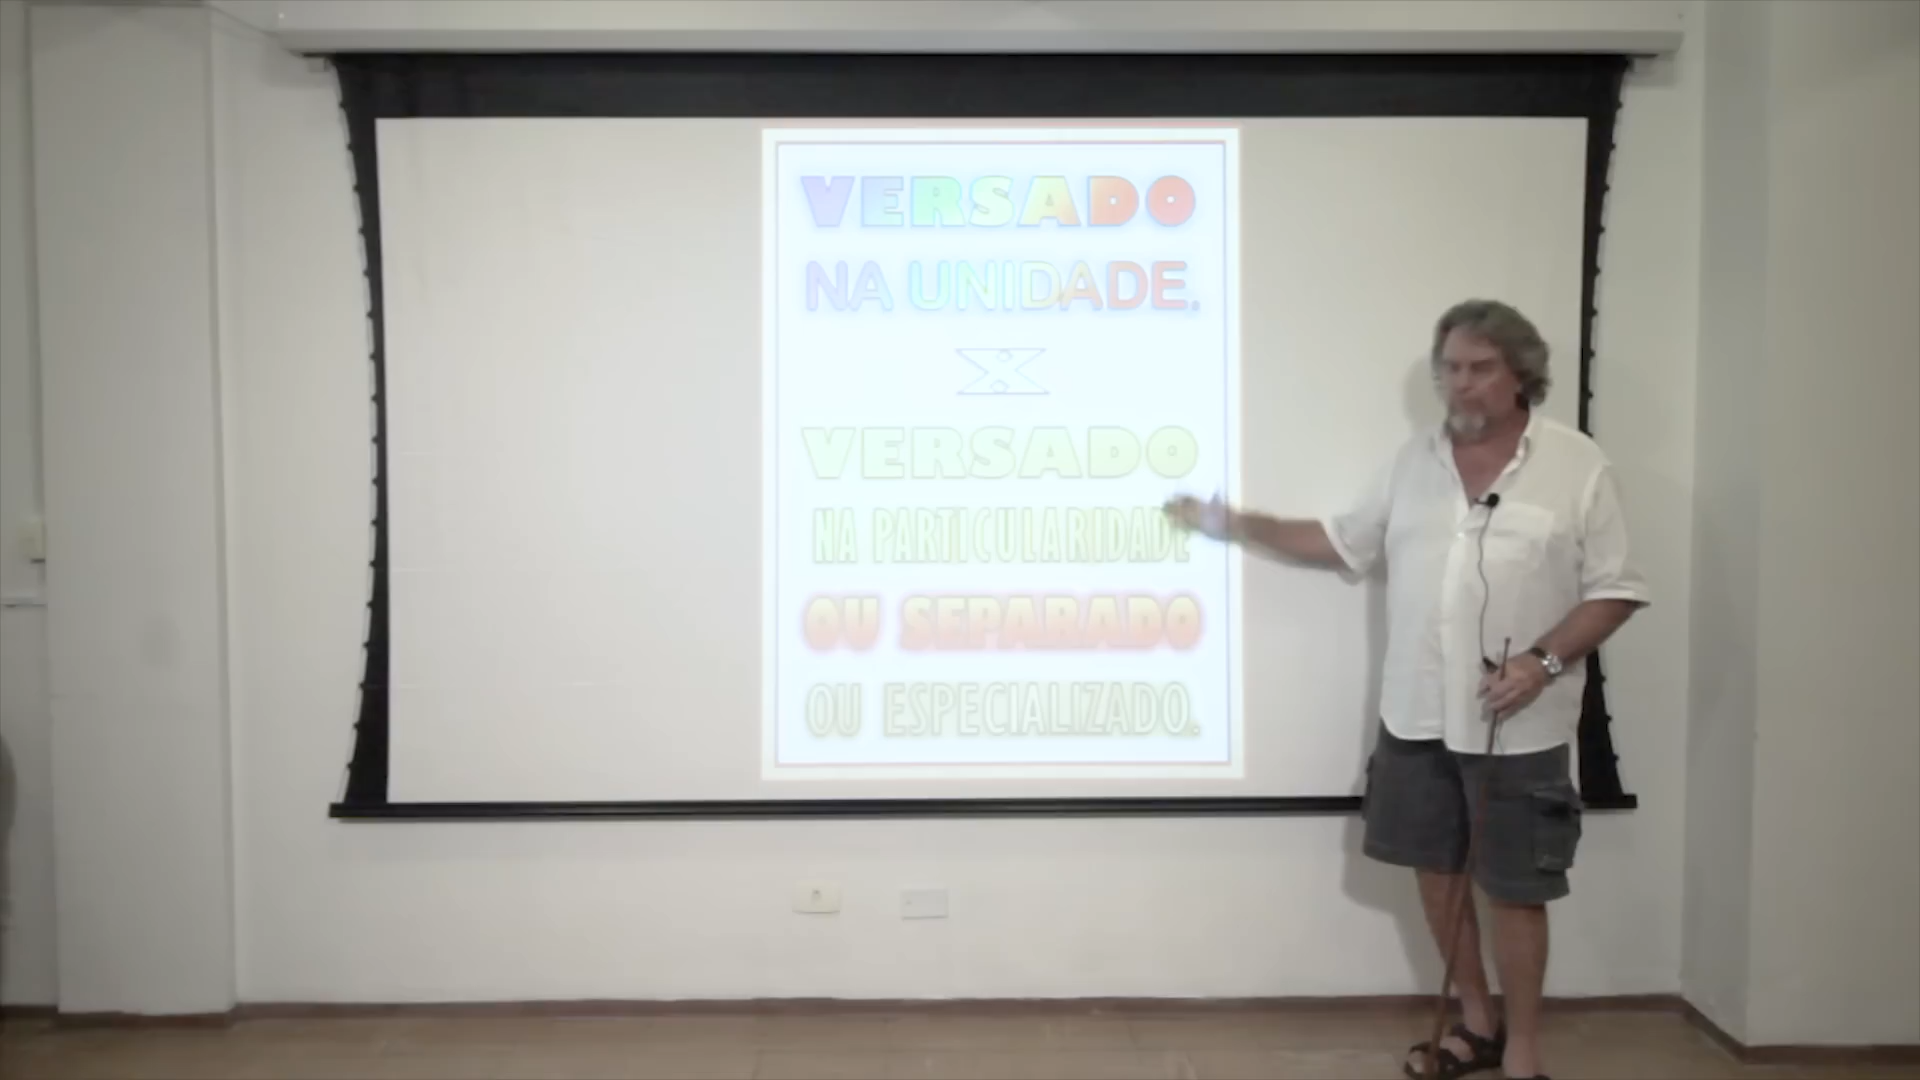 VERSADO
NA UNIDADE.
X
VERSADO
NA PARTICULARIDADE
OU SEPARADO
OU ESPECIALIZADO.